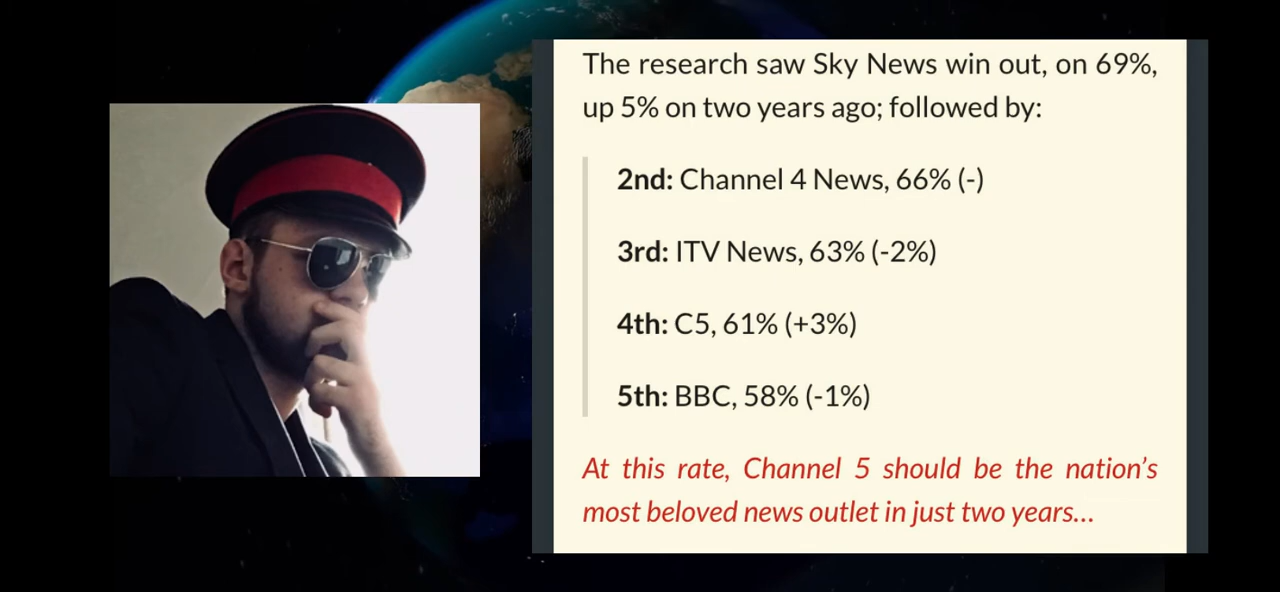 The research saw Sky News win out, on 69%,
up 5% on two years ago; followed by:
2nd: Channel 4 News, 66% (-)
3rd: ITV News, 63% (-2%)
4th: C5, 61% (+3%)
5th: BBC, 58% (-1%)
At this rate, Channel 5 should be the nation’s
most beloved news outlet in just two years...